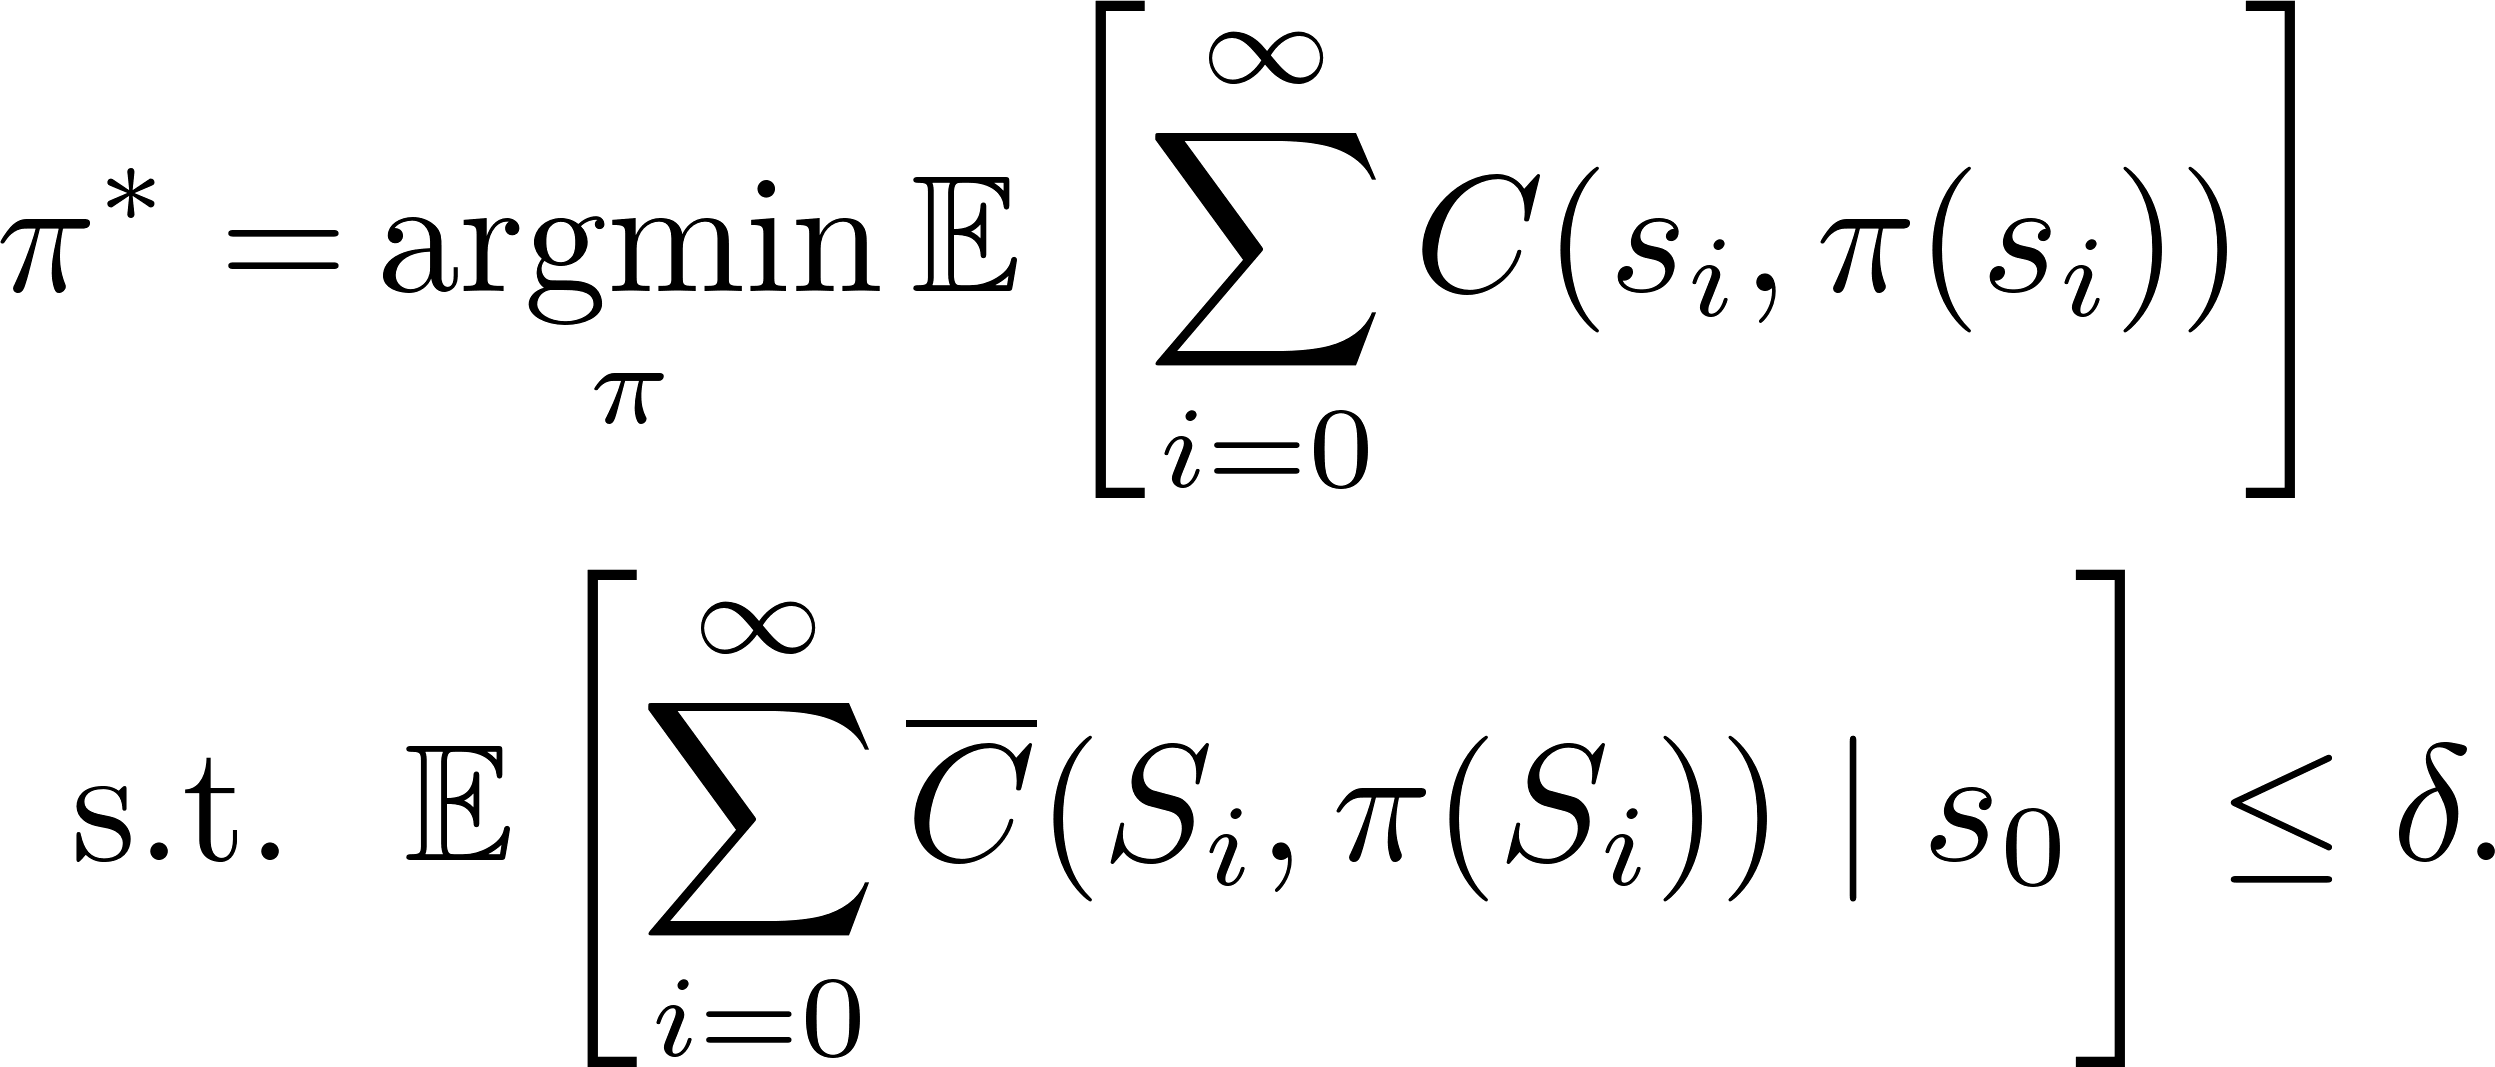 π* = argmin_π 𝔼 [ ∑_{i=0}^{∞} C(s_i, π(s_i)) ]
s.t. 𝔼 [ ∑_{i=0}^{∞} C̅(S_i, π(S_i)) | s_0 ] ≤ δ.